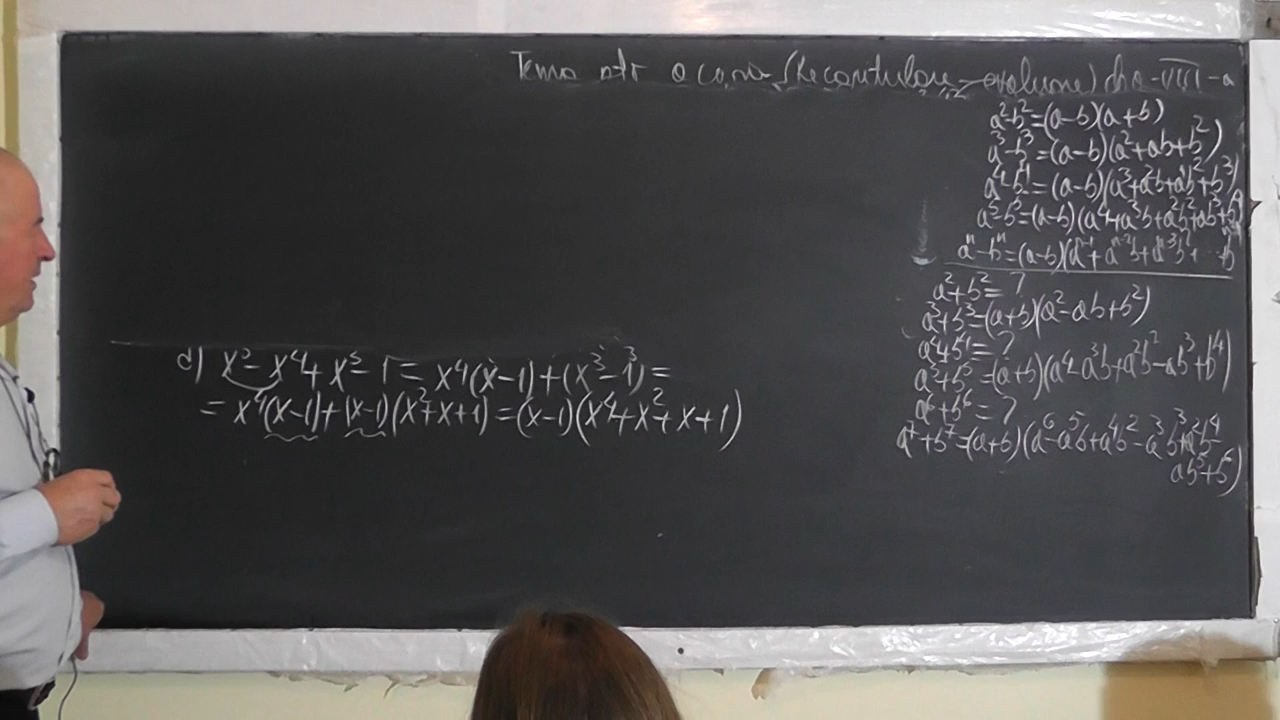 Tema ptr acasă (Recapitulare-evaluare) cls a-VIII-a
a²-b²=(a-b)(a+b)
a³-b³=(a-b)(a²+ab+b²)
a⁴-b⁴=(a-b)(a³+a²b+ab²+b³)
a⁵-b⁵=(a-b)(a⁴+a³b+a²b²+ab³+b⁴)
aⁿ-bⁿ=(a-b)(aⁿ⁻¹+aⁿ⁻²b+aⁿ⁻³b²+...bⁿ⁻¹)
a²+b²=?
a³+b³=(a+b)(a²-ab+b²)
a⁴+b⁴=?
a⁵+b⁵=(a+b)(a⁴-a³b+a²b²-ab³+b⁴)
a⁶+b⁶=?
a⁷+b⁷=(a+b)(a⁶-a⁵b+a⁴b²-a³b³+a²b⁴
ab⁵+b⁶)
d) x⁵-x⁴+x³-1=x⁴(x-1)+(x³-1³)=
=x⁴(x-1)+(x-1)(x²+x+1)=(x-1)(x⁴+x²+x+1)